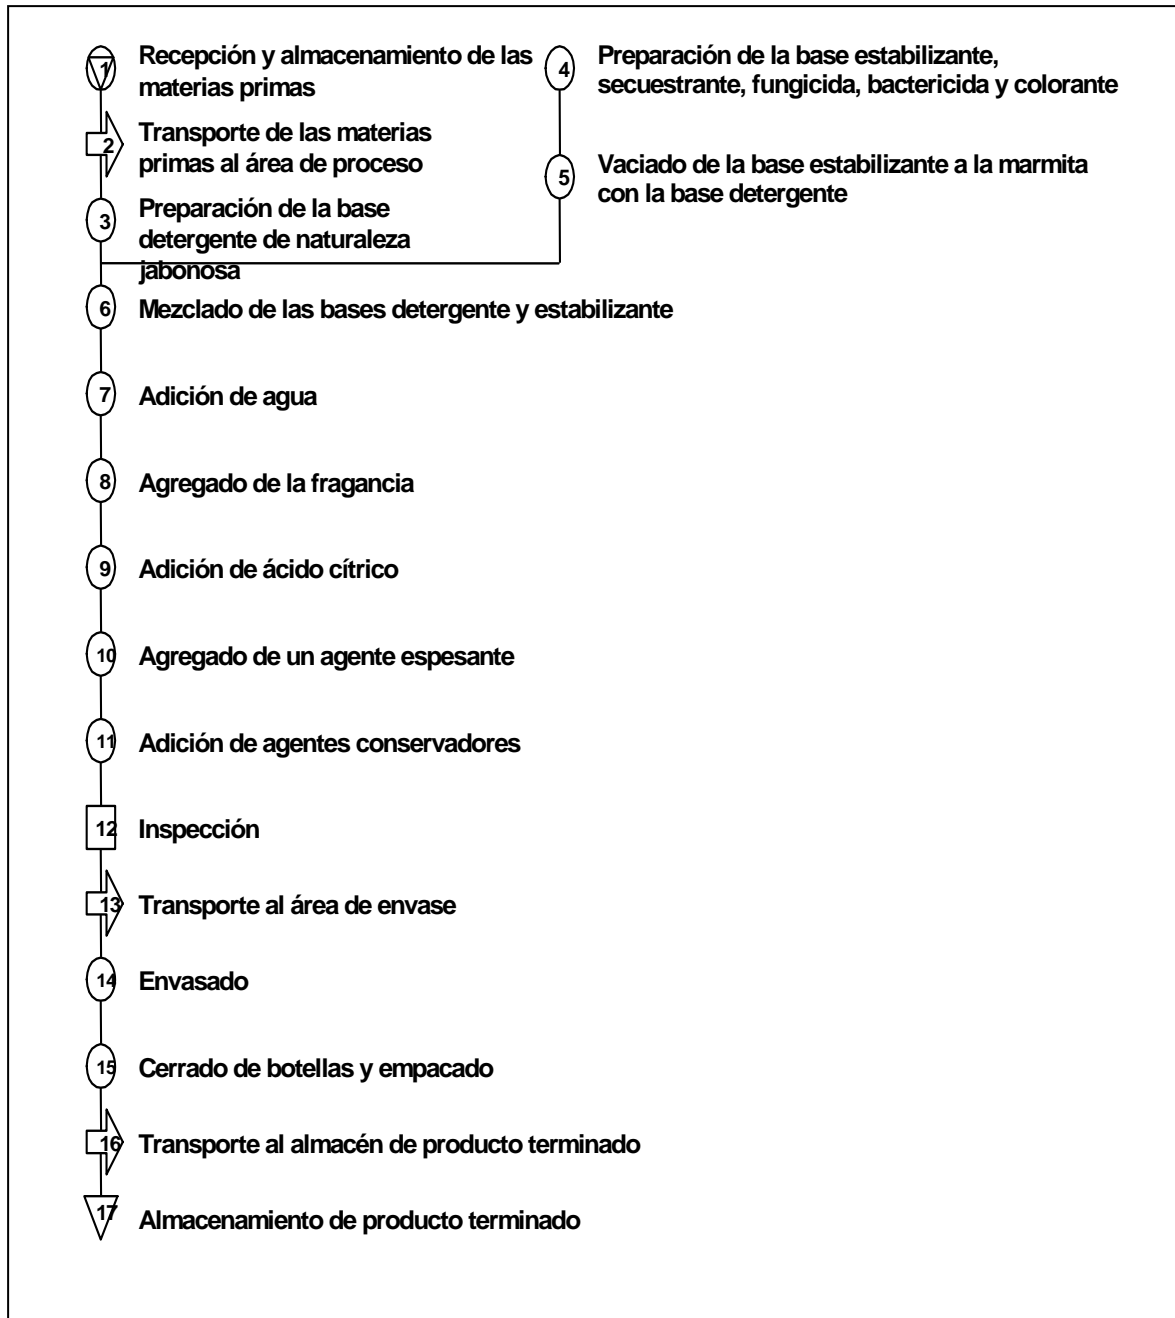 1
Recepción y almacenamiento de las
materias primas
2
Transporte de las materias
primas al área de proceso
3
Preparación de la base
detergente de naturaleza
jabonosa
4
Preparación de la base estabilizante,
secuestrante, fungicida, bactericida y colorante
5
Vaciado de la base estabilizante a la marmita
con la base detergente
6
Mezclado de las bases detergente y estabilizante
7
Adición de agua
8
Agregado de la fragancia
9
Adición de ácido cítrico
10
Agregado de un agente espesante
11
Adición de agentes conservadores
12
Inspección
13
Transporte al área de envase
14
Envasado
15
Cerrado de botellas y empacado
16
Transporte al almacén de producto terminado
17
Almacenamiento de producto terminado